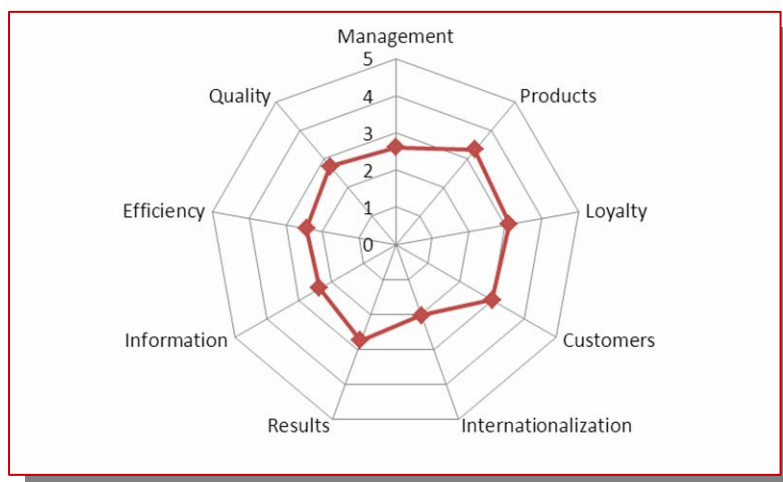 Management
5
Quality
4
Products
3
2
Efficiency
1
Loyalty
0
Information
Customers
Results
Internationalization